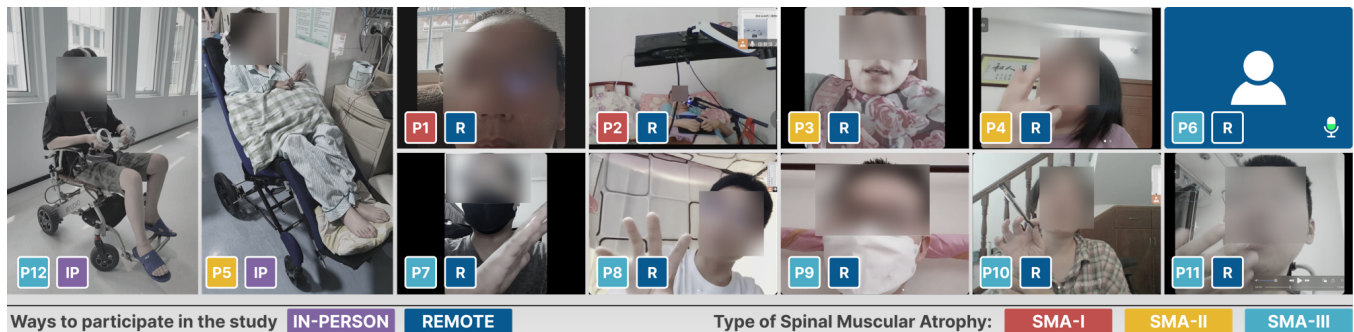 P1 R
P2 R
P3 R
P4 R
P6 R
P12 IP
P5 IP
P7 R
P8 R
P9 R
P10 R
P11 R
Ways to participate in the study IN-PERSON REMOTE Type of Spinal Muscular Atrophy: SMA-I SMA-II SMA-III